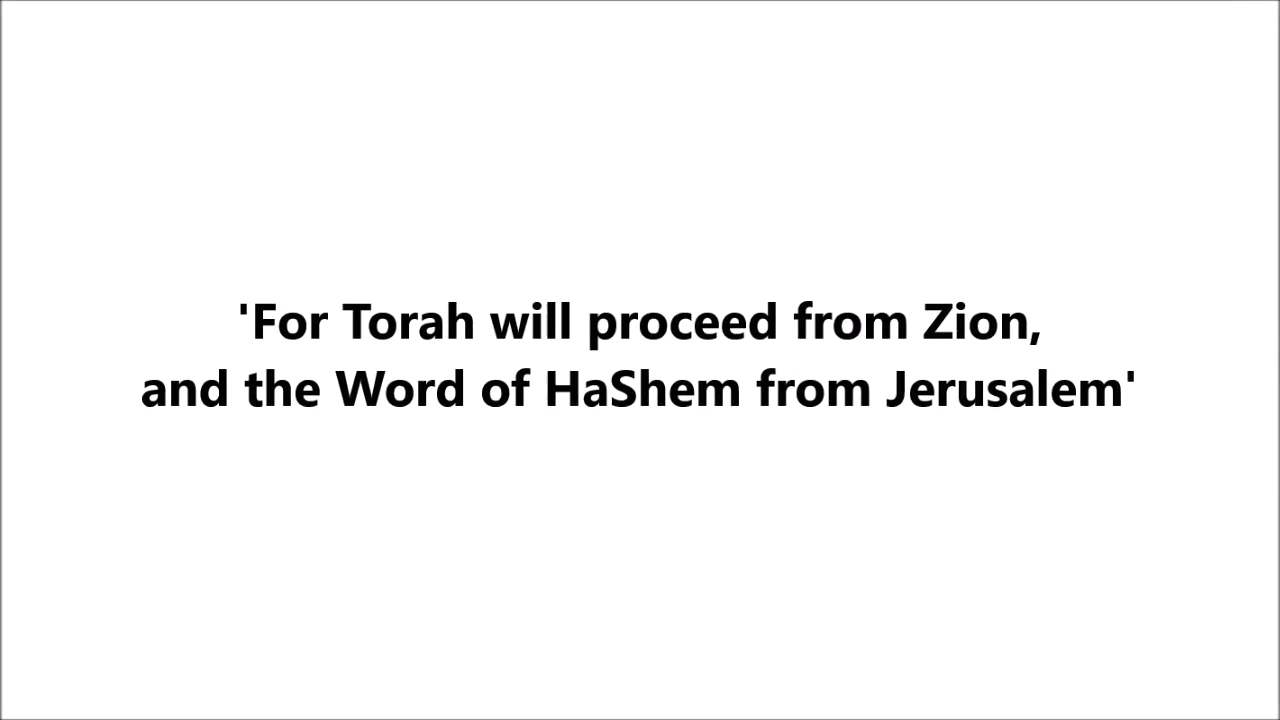 'For Torah will proceed from Zion,
and the Word of HaShem from Jerusalem'